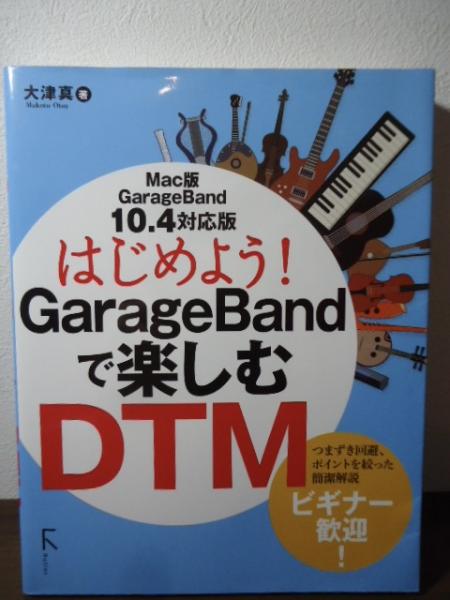 大津真 著
Makoto Otsu
Mac版
GarageBand
10.4対応版
はじめよう!
GarageBand
で楽しむ
DTM
つまずき回避、
ポイントを絞った
簡潔解説
ビギナー
歓迎!